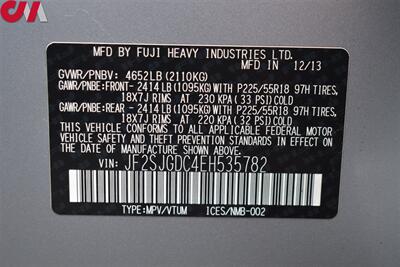 CM
MFD. BY FUJI HEAVY INDUSTRIES LTD.
GVWR/PNBV: 4652LB (2110KG) MFD IN 12/13
GAWR/PNBE:FRONT- 2414LB (1095KG)WITH P225/55R18 97H TIRES,
18X7J RIMS AT 230 KPA (33 PSI) COLD
GAWR/PNBE:REAR - 2414LB (1095KG)WITH P225/55R18 97H TIRES,
18X7J RIMS AT 220 KPA (32 PSI) COLD
THIS VEHICLE CONFORMS TO ALL APPLICABLE FEDERAL MOTOR
VEHICLE SAFETY, BUMPER, AND THEFT PREVENTION STANDARDS
IN EFFECT ON THE DATE OF MANUFACTURE SHOWN ABOVE.
VIN: JF2SJGDC4EH535782
TYPE:MPV/VTUM ICES/NMB-002